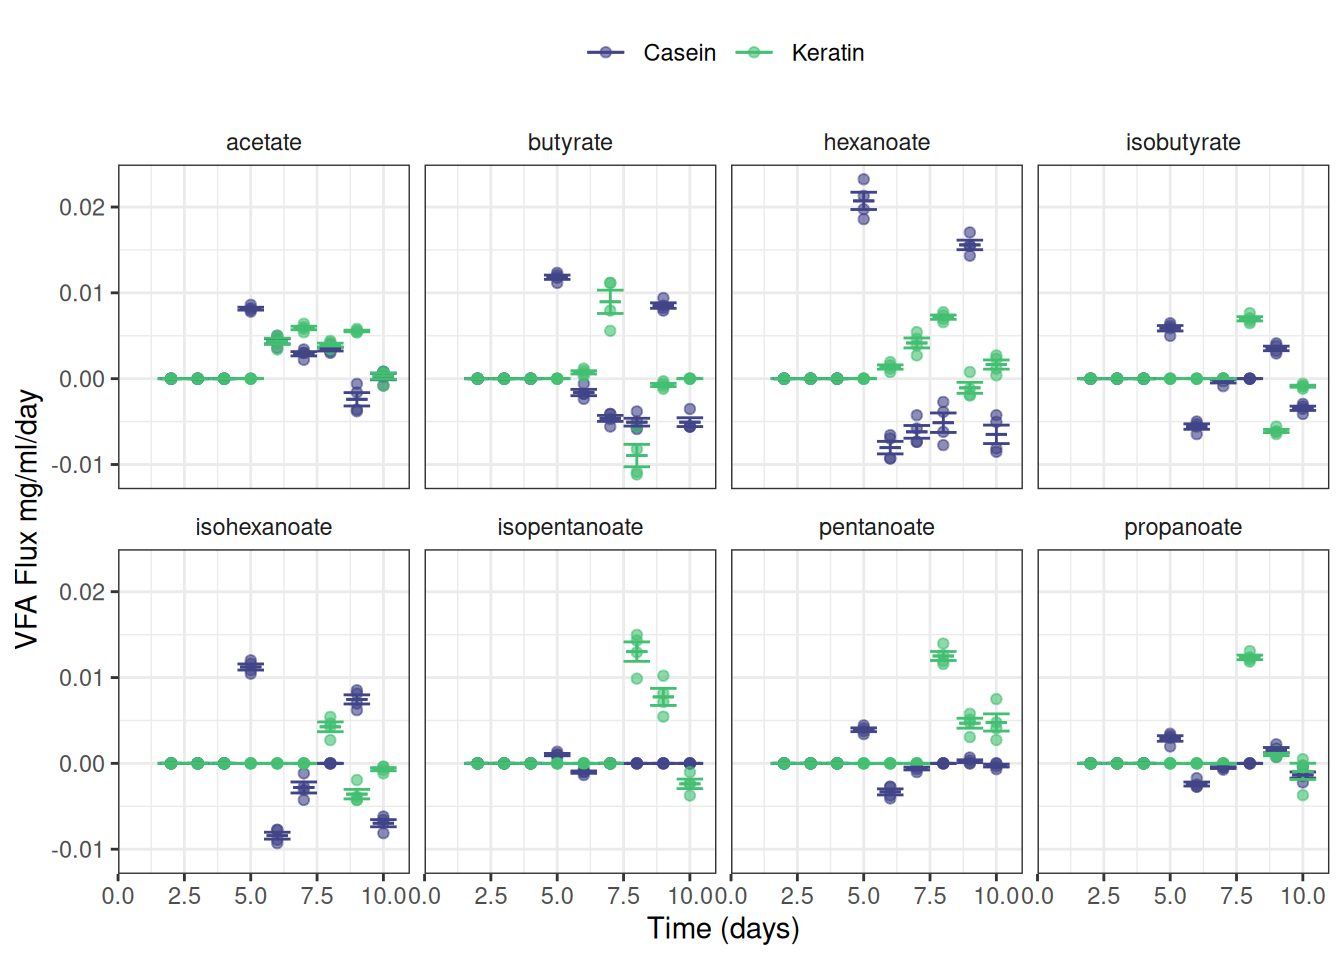 Casein Keratin
acetate butyrate hexanoate isobutyrate
0.02
0.01
0.00
-0.01
isohexanoate isopentanoate pentanoate propanoate
0.02
0.01
0.00
-0.01
0.0 2.5 5.0 7.5 10.0 0.0 2.5 5.0 7.5 10.0 0.0 2.5 5.0 7.5 10.0 0.0 2.5 5.0 7.5 10.0
Time (days)
VFA Flux mg/ml/day